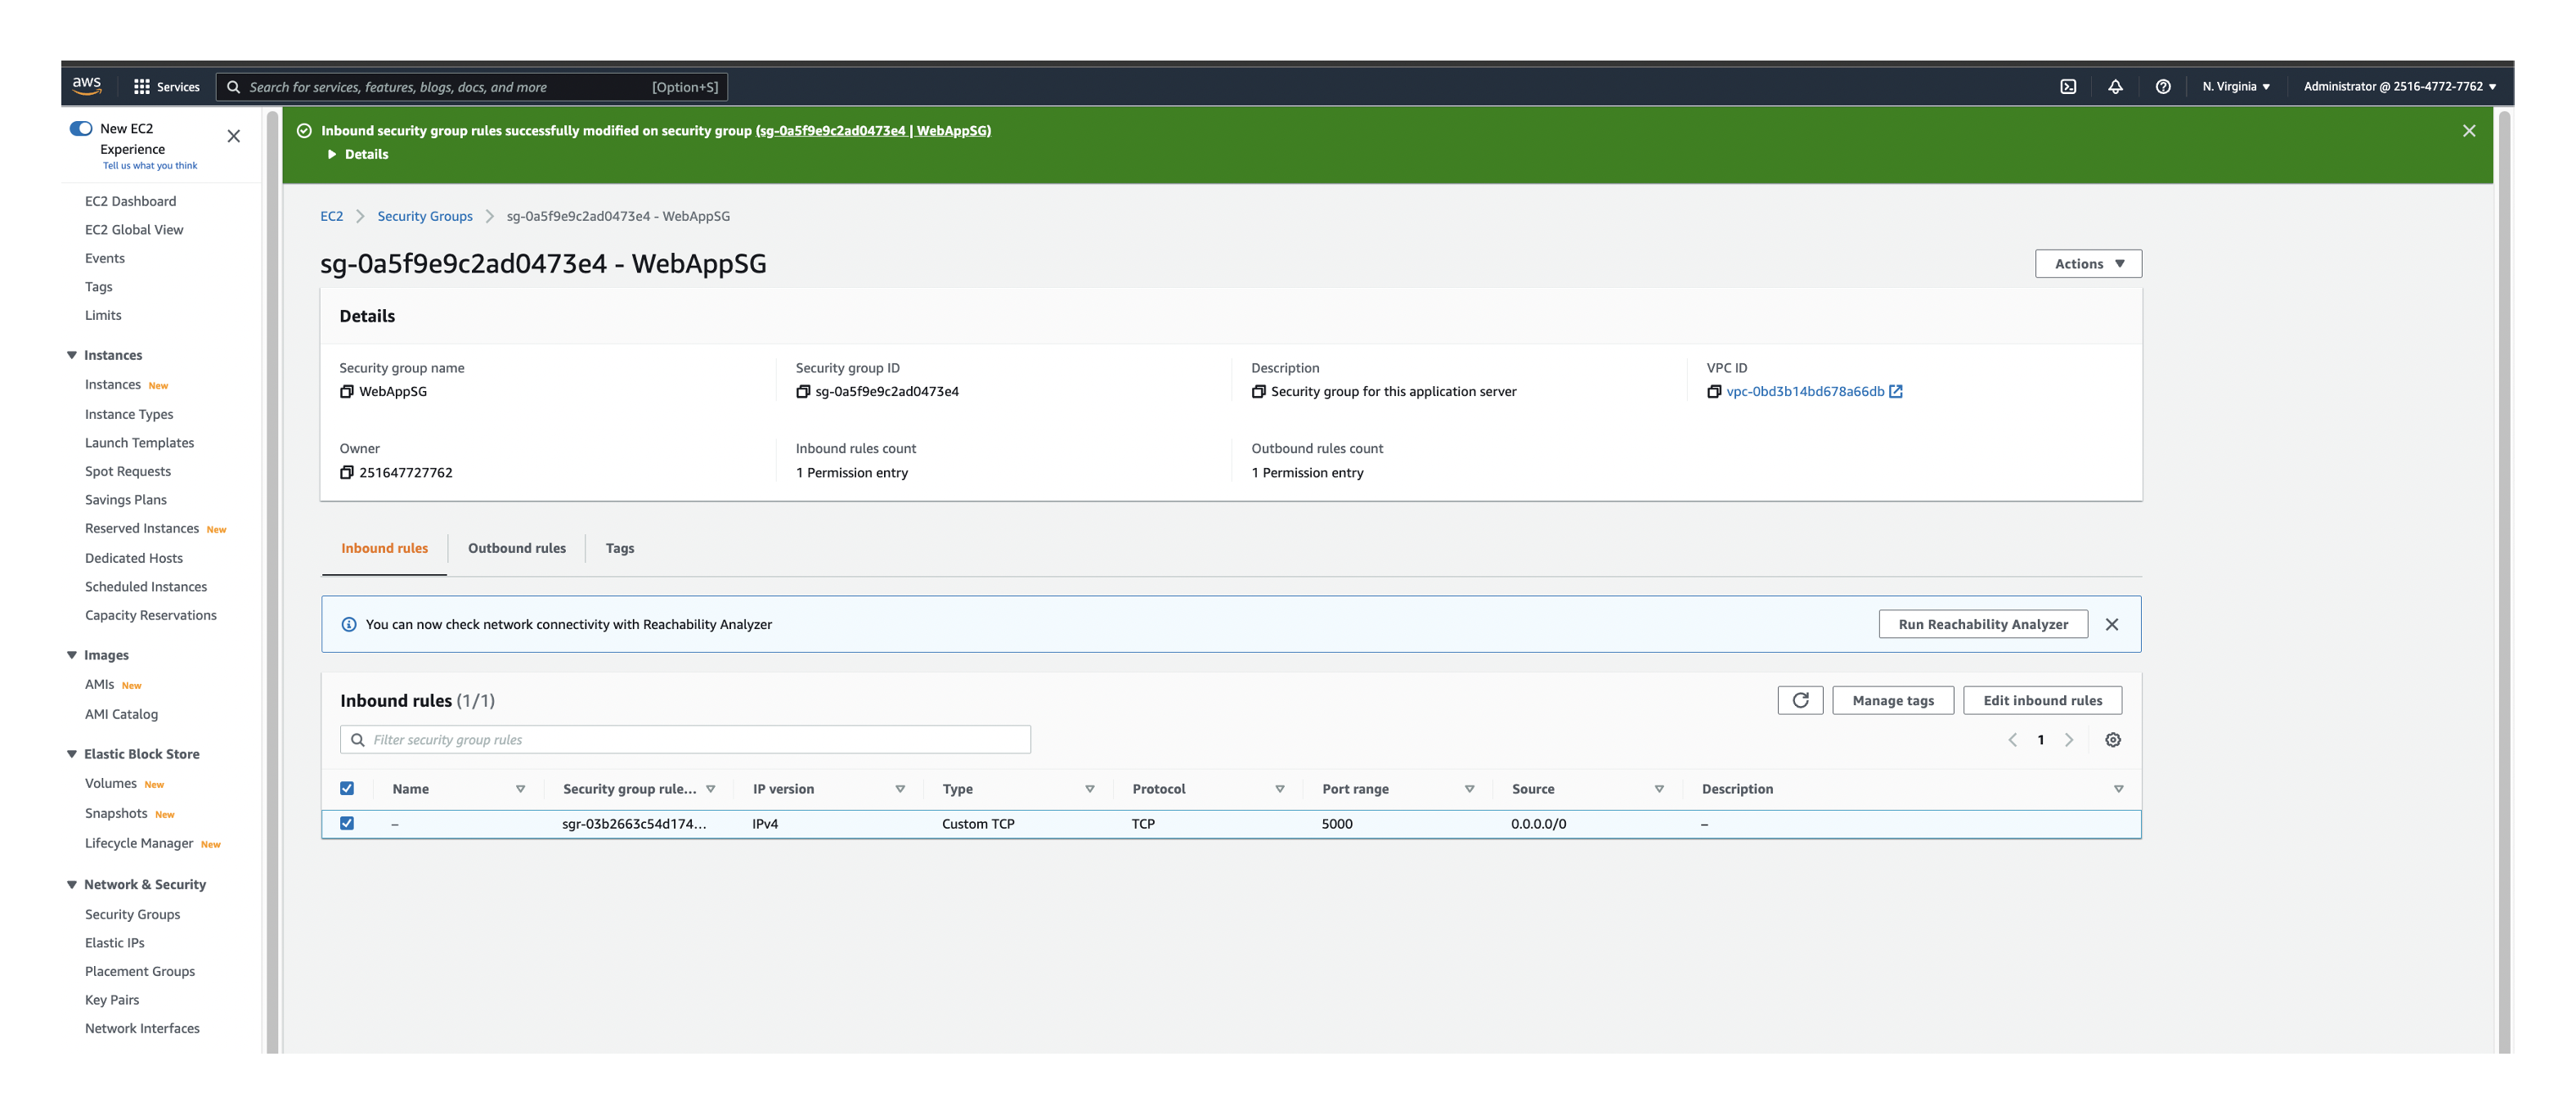 aws
Services
Search for services, features, blogs, docs, and more
[Option+S]
N. Virginia ▼
Administrator @ 2516-4772-7762 ▼
New EC2
Experience
Tell us what you think
EC2 Dashboard
EC2 Global View
Events
Tags
Limits
Instances
Instances New
Instance Types
Launch Templates
Spot Requests
Savings Plans
Reserved Instances New
Dedicated Hosts
Scheduled Instances
Capacity Reservations
Images
AMIs New
AMI Catalog
Elastic Block Store
Volumes New
Snapshots New
Lifecycle Manager New
Network & Security
Security Groups
Elastic IPs
Placement Groups
Key Pairs
Network Interfaces
Inbound security group rules successfully modified on security group (sg-0a5f9e9c2ad0473e4 | WebAppSG)
Details
EC2 > Security Groups > sg-0a5f9e9c2ad0473e4 - WebAppSG
sg-0a5f9e9c2ad0473e4 - WebAppSG
Actions ▼
Details
Security group name
WebAppSG
Security group ID
sg-0a5f9e9c2ad0473e4
Description
Security group for this application server
VPC ID
vpc-0bd3b14bd678a66db
Owner
251647727762
Inbound rules count
1 Permission entry
Outbound rules count
1 Permission entry
Inbound rules
Outbound rules
Tags
You can now check network connectivity with Reachability Analyzer
Run Reachability Analyzer
Inbound rules (1/1)
Manage tags
Edit inbound rules
Filter security group rules
1
Name Security group rule... IP version Type Protocol Port range Source Description
– sgr-03b2663c54d174... IPv4 Custom TCP TCP 5000 0.0.0.0/0 –